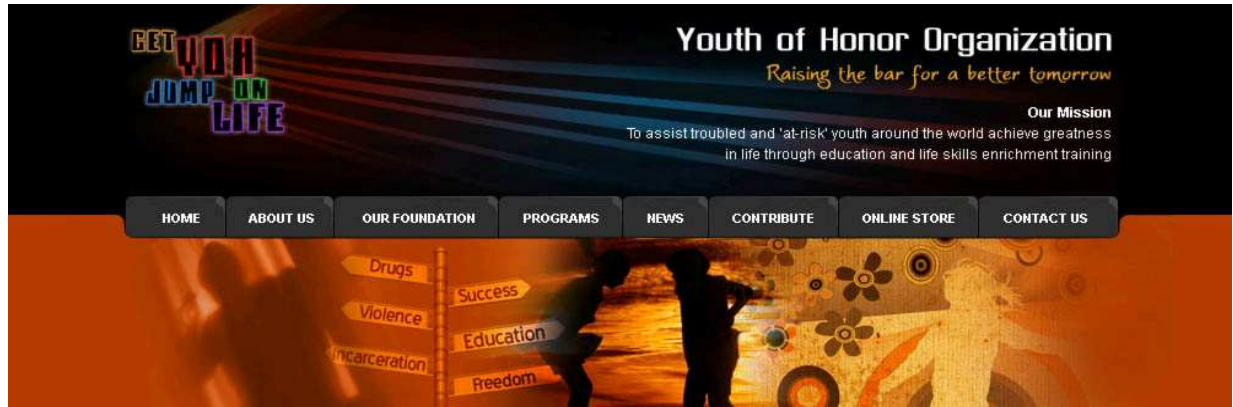 GET
YOH
JUMP ON
LIFE
Youth of Honor Organization
Raising the bar for a better tomorrow
Our Mission
To assist troubled and 'at-risk' youth around the world achieve greatness
in life through education and life skills enrichment training
HOME ABOUT US OUR FOUNDATION PROGRAMS NEWS CONTRIBUTE ONLINE STORE CONTACT US
Drugs
Success
Violence
Education
Incarceration
Freedom